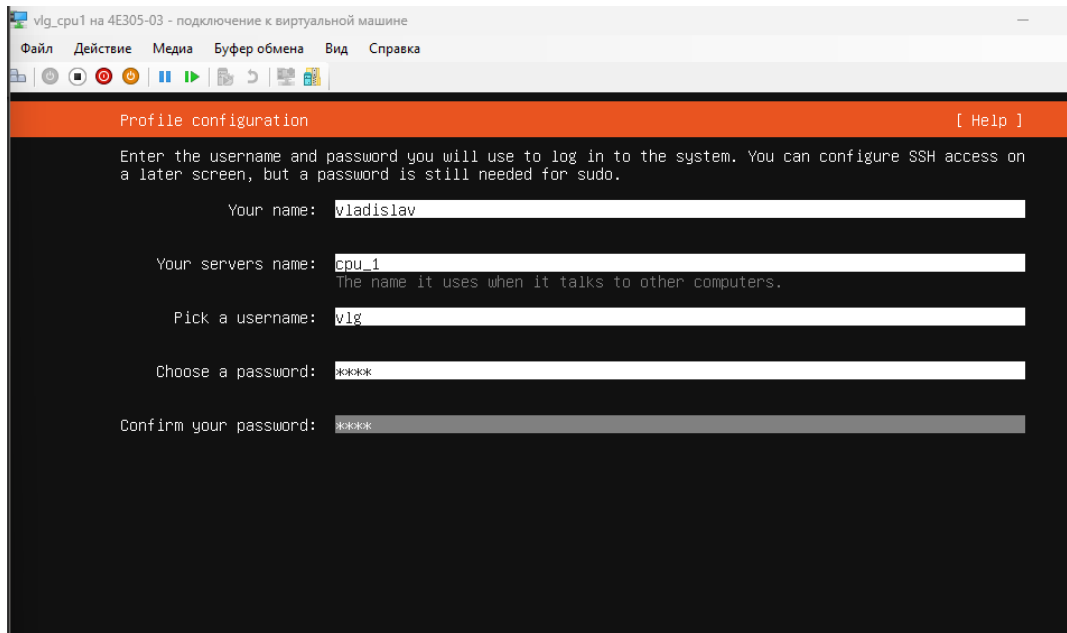 vlg_cpu1 на 4E305-03 - подключение к виртуальной машине
Файл Действие Медиа Буфер обмена Вид Справка
Profile configuration [ Help ]
Enter the username and password you will use to log in to the system. You can configure SSH access on
a later screen, but a password is still needed for sudo.
Your name: vladislav
Your servers name: cpu_1
The name it uses when it talks to other computers.
Pick a username: vlg
Choose a password: ****
Confirm your password: ****